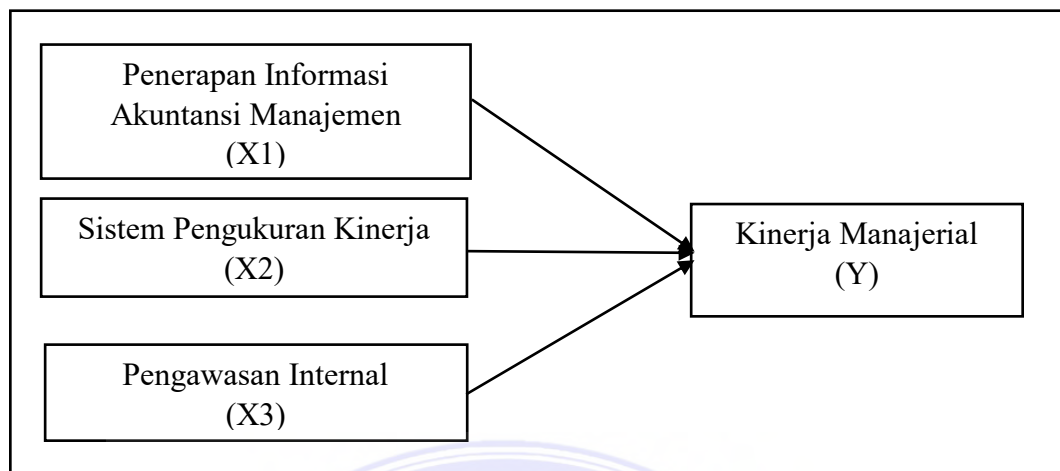 Penerapan Informasi
Akuntansi Manajemen
(X1)
Sistem Pengukuran Kinerja
(X2)
Pengawasan Internal
(X3)
Kinerja Manajerial
(Y)